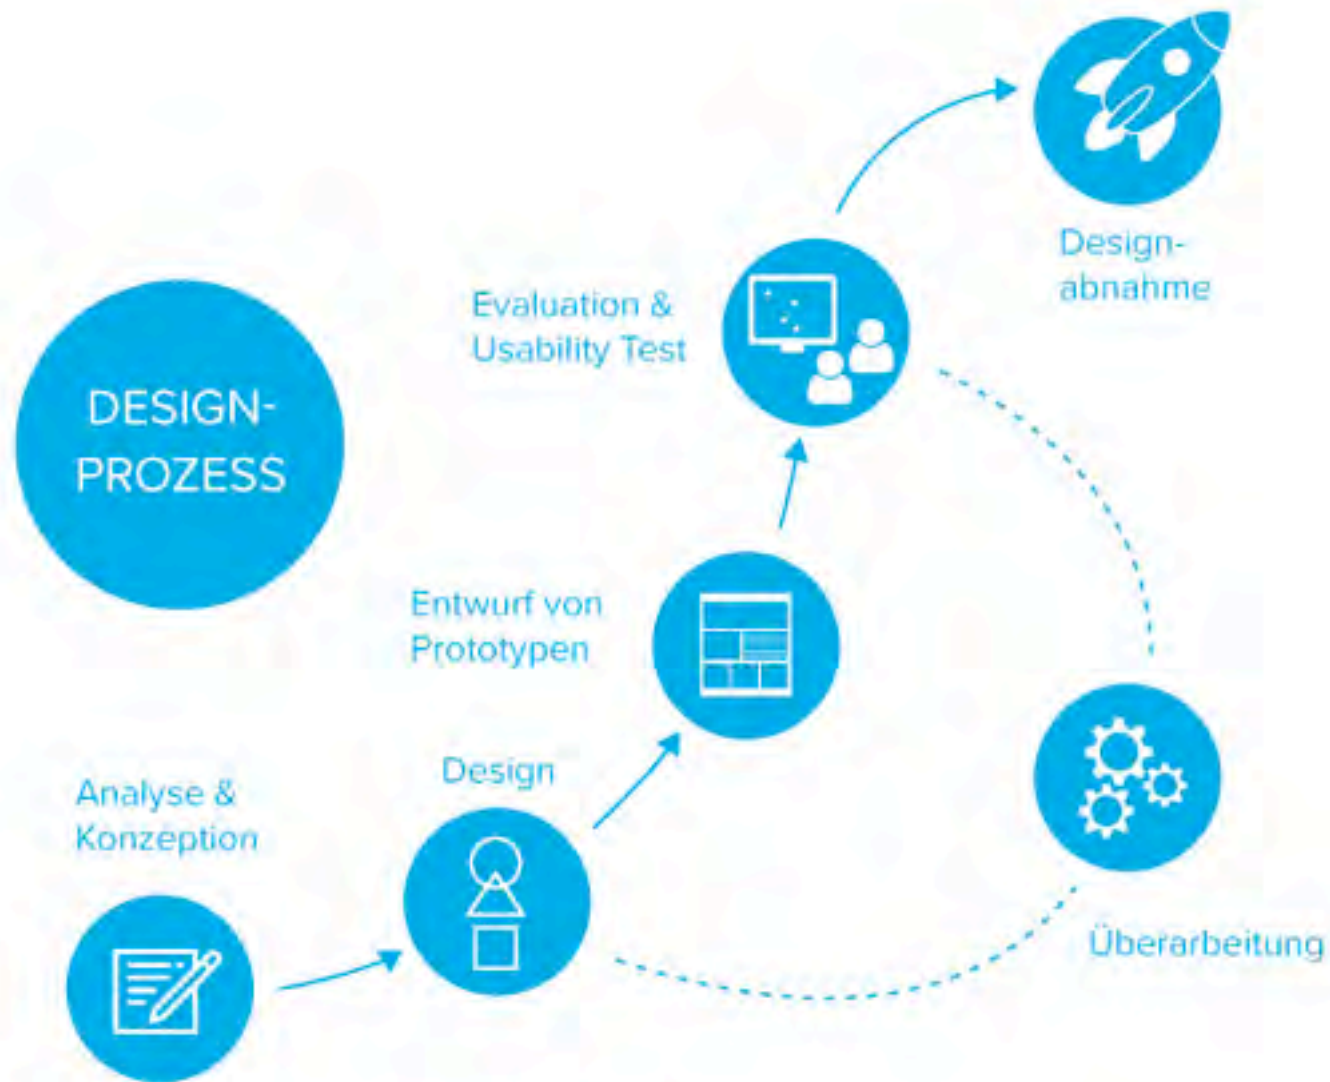 DESIGN-
PROZESS
Analyse &
Konzeption
Design
Entwurf von
Prototypen
Evaluation &
Usability Test
Design-
abnahme
Überarbeitung